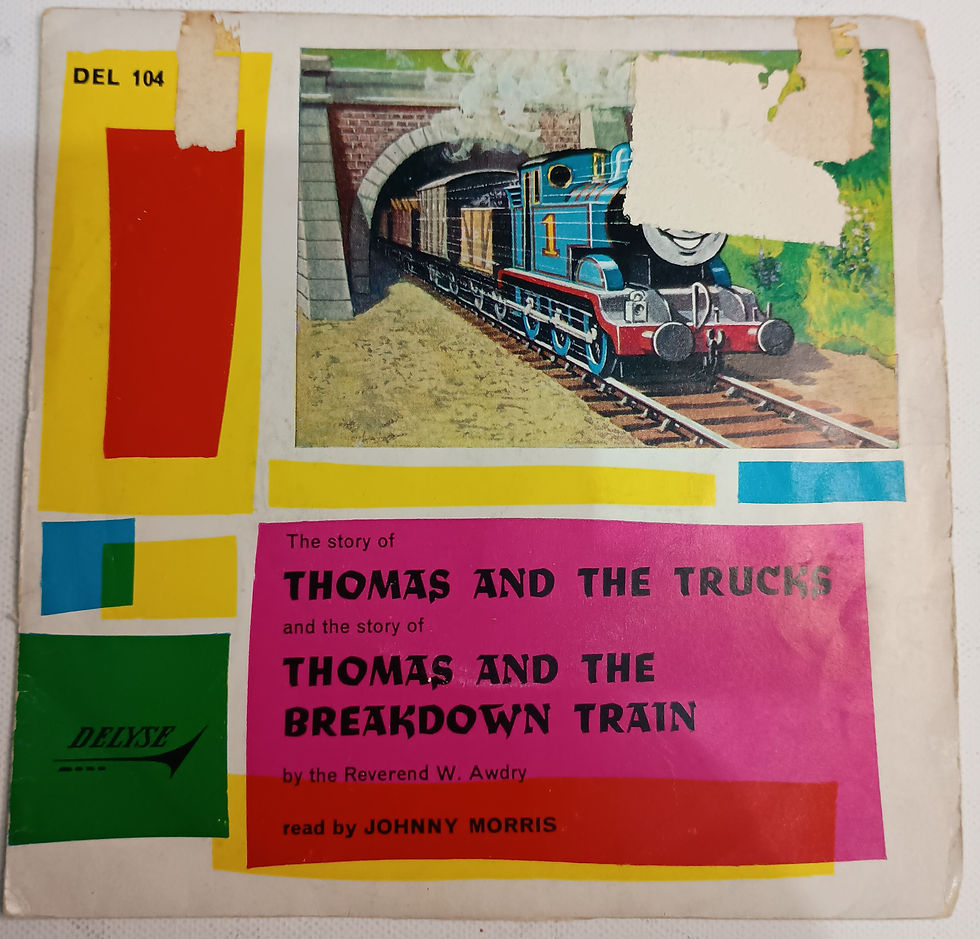 DEL 104
1
The story of
THOMAS AND THE TRUCKS
and the story of
THOMAS AND THE
BREAKDOWN TRAIN
by the Reverend W. Awdry
read by JOHNNY MORRIS
DELYSE